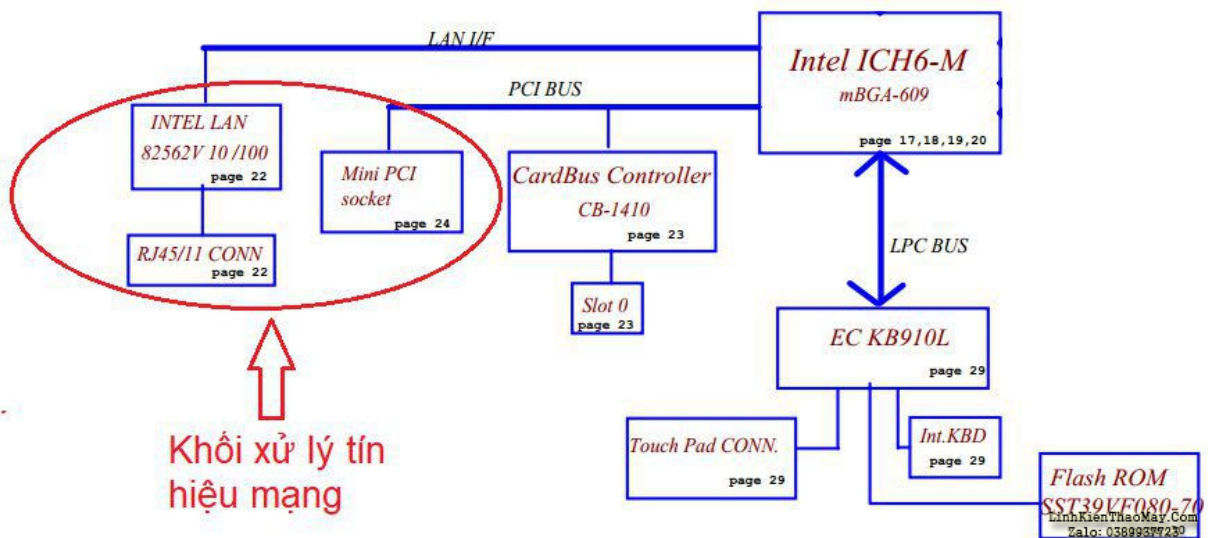 LAN I/F
Intel ICH6-M
mBGA-609
page 17,18,19,20
PCI BUS
INTEL LAN
82562V 10 /100
page 22
Mini PCI
socket
page 24
CardBus Controller
CB-1410
page 23
RJ45/11 CONN
page 22
Slot 0
page 23
LPC BUS
EC KB910L
page 29
Khối xử lý tín
hiệu mạng
Touch Pad CONN.
page 29
Int.KBD
page 29
Flash ROM
SST39VF080-70
LinhKienThaoMay.Com
Zalo: 0389937723